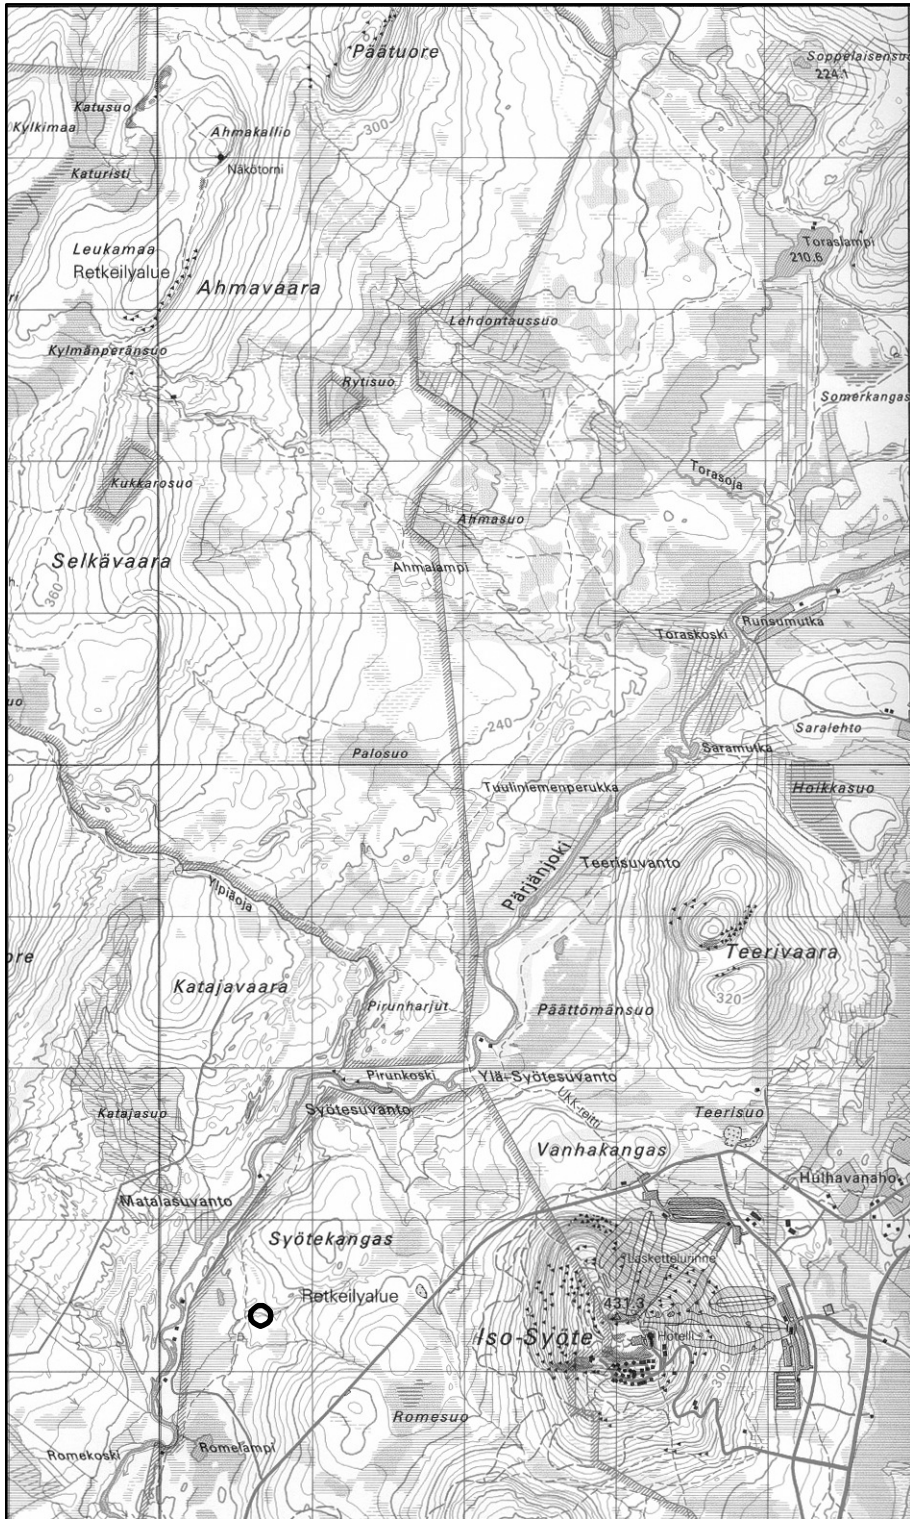 Päätuore
Soppelaisensuo
224.1
Katusuo
Kylkimaa
Ahmakallio
300
Näkötorni
Katuristi
Leukamaa
Retkeilyalue
Toraslampi
210.6
Ahmavaara
Lehdontaussuo
Kylmänperänsuo
Rytisuo
Somerkangas
Kukkarosuo
Torasoja
Ahmasuo
Selkävaara
Ahmalampi
360
Runsumutka
Toraskoski
240
Saralehto
Saramutka
Palosuo
Tuuliniemenperukka
Hoikkasuo
Teerisuvanto
Ylpiäoja
Pärjänjoki
Teerivaara
Katajavaara
320
Pirunharjut
Päättömänsuo
Pirunkoski
Ylä-Syötesuvanto
UKK-reitti
Katajasuo
Syötesuvanto
Teerisuo
Vanhakangas
Huihavanaho
Matalasuvanto
Syötekangas
Laskettelurinne
Retkeilyalue
431.3
Iso-Syöte
Hotelli
300
Romesuo
Romekoski
Romelampi